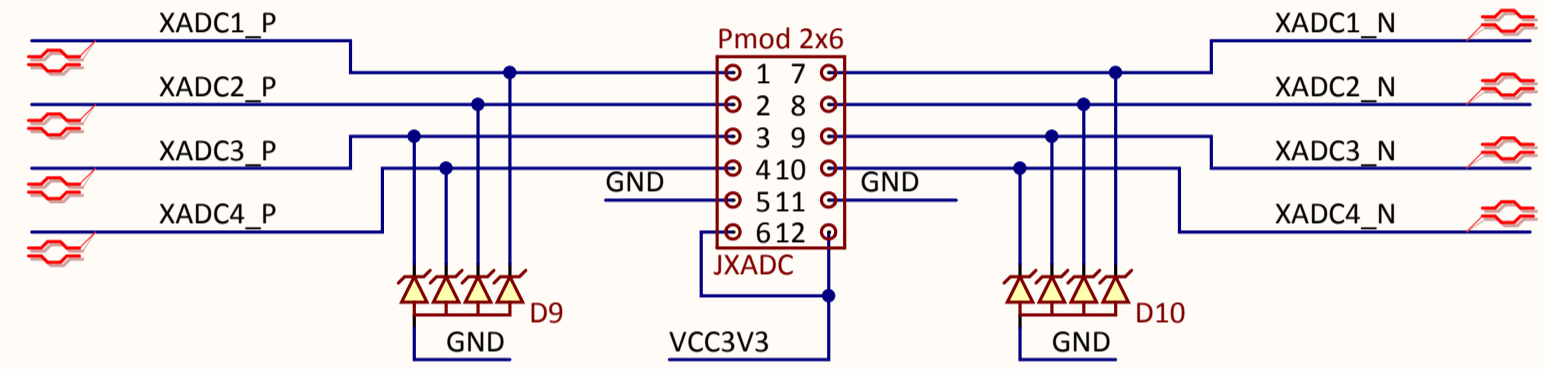 XADC1_P
XADC1_N
Pmod 2x6
1 7
XADC2_P
XADC2_N
2 8
3 9
XADC3_P
XADC3_N
4 10
GND
GND
5 11
XADC4_P
XADC4_N
6 12
JXADC
D9
D10
GND
VCC3V3
GND